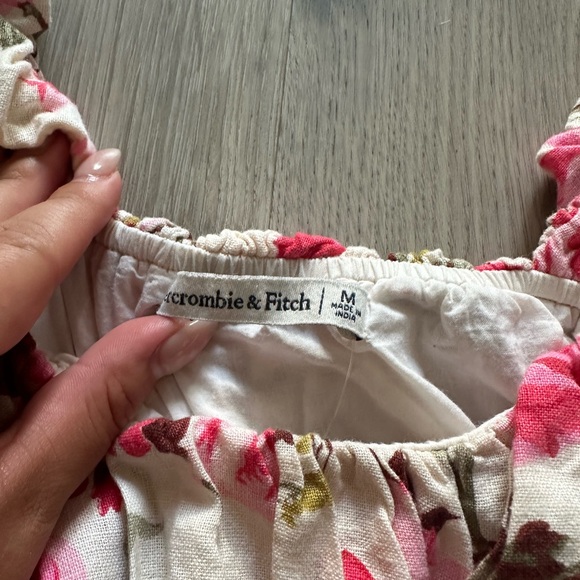 rcrombie & Fitch | M
MADE IN
INDIA